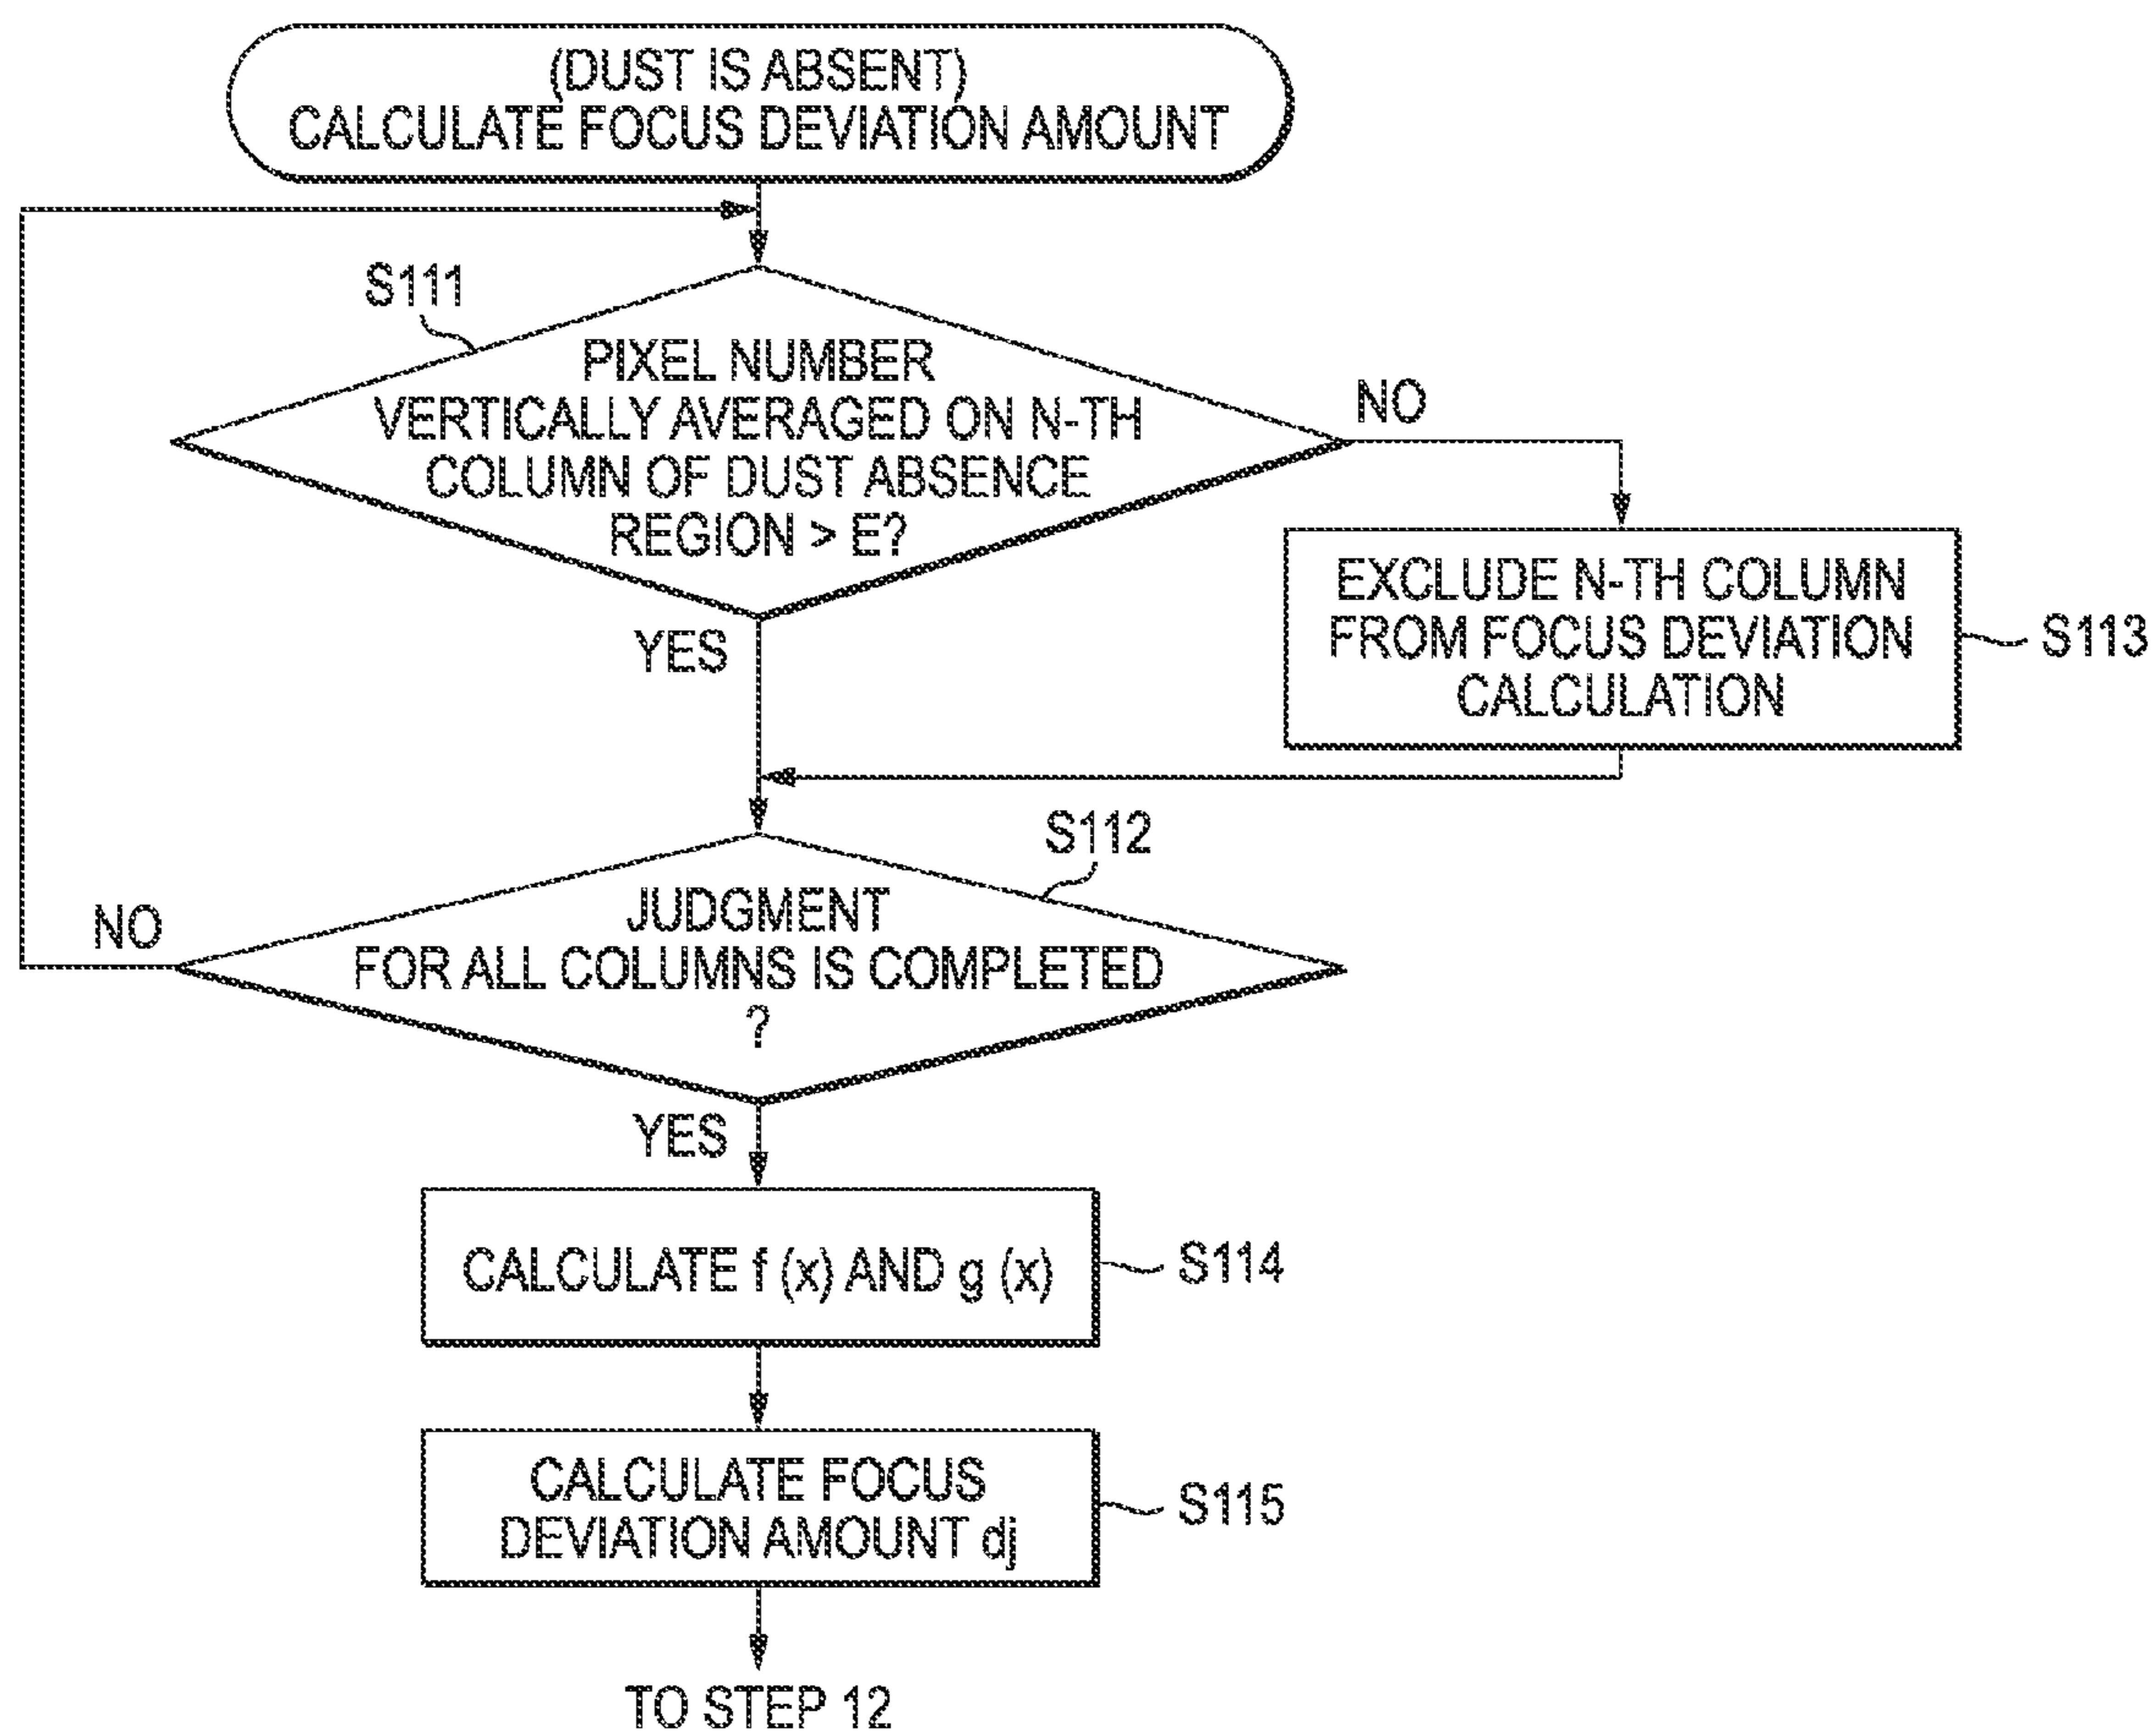 (DUST IS ABSENT)
CALCULATE FOCUS DEVIATION AMOUNT
S111
PIXEL NUMBER
VERTICALLY AVERAGED ON N-TH
COLUMN OF DUST ABSENCE
REGION > E?
NO
YES
EXCLUDE N-TH COLUMN
FROM FOCUS DEVIATION
CALCULATION
S113
S112
JUDGMENT
FOR ALL COLUMNS IS COMPLETED
?
NO
YES
CALCULATE f (x) AND g (x)
S114
CALCULATE FOCUS
DEVIATION AMOUNT dj
S115
TO STEP 12